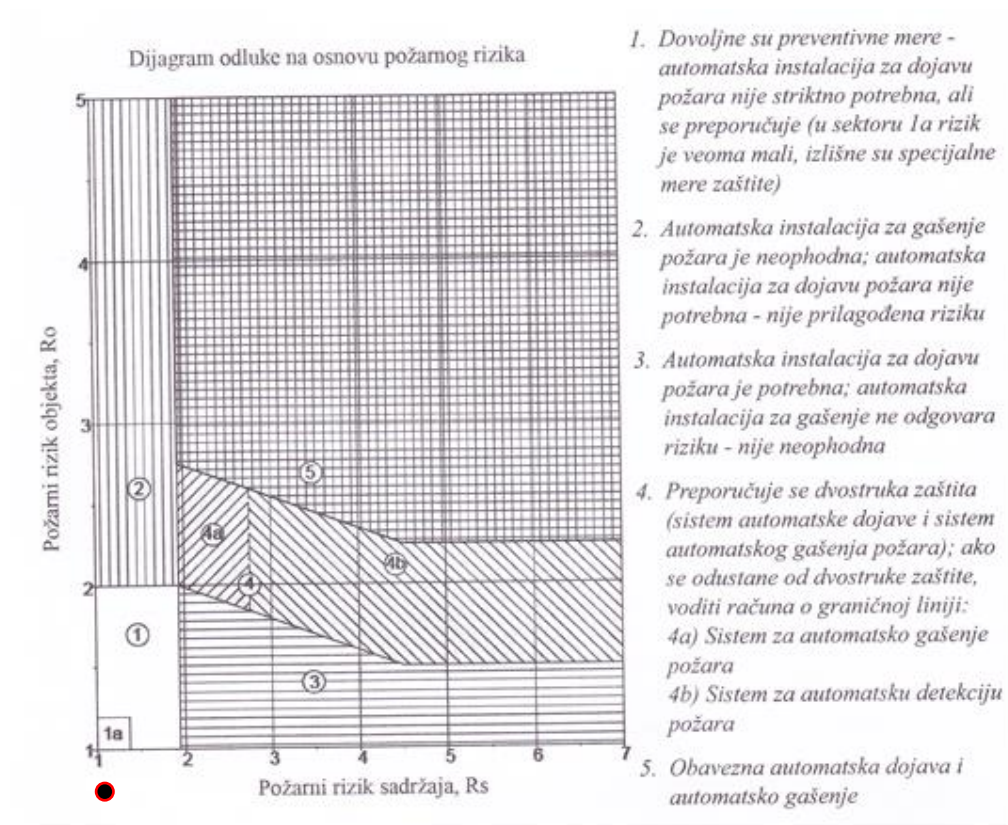 Dijagram odluke na osnovu požarnog rizika
5
4
3
2
1
Požarni rizik objekta, Ro
2
5
4a
4b
4
1
3
1a
1
2
3
4
5
6
7
Požarni rizik sadržaja, Rs
1. Dovoljne su preventivne mere -
automatska instalacija za dojavu
požara nije striktno potrebna, ali
se preporučuje (u sektoru 1a rizik
je veoma mali, izlišne su specijalne
mere zaštite)
2. Automatska instalacija za gašenje
požara je neophodna; automatska
instalacija za dojavu požara nije
potrebna - nije prilagođena riziku
3. Automatska instalacija za dojavu
požara je potrebna; automatska
instalacija za gašenje ne odgovara
riziku - nije neophodna
4. Preporučuje se dvostruka zaštita
(sistem automatske dojave i sistem
automatskog gašenja požara); ako
se odustane od dvostruke zaštite,
voditi računa o graničnoj liniji:
4a) Sistem za automatsko gašenje
požara
4b) Sistem za automatsku detekciju
požara
5. Obavezna automatska dojava i
automatsko gašenje